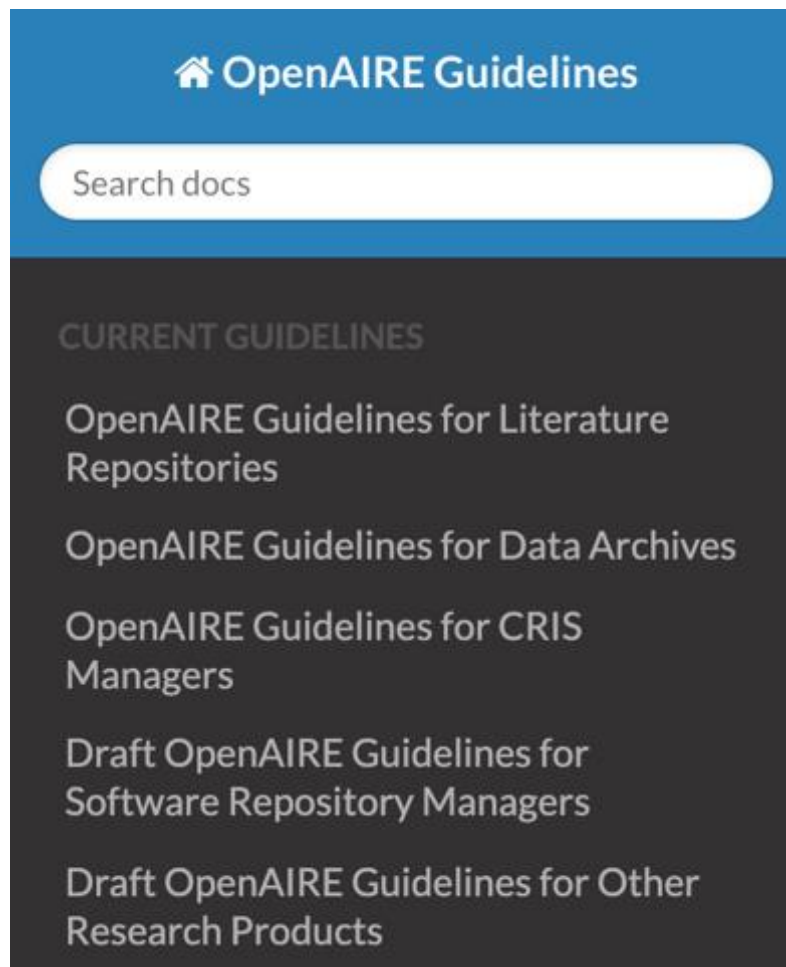 OpenAIRE Guidelines
Search docs
CURRENT GUIDELINES
OpenAIRE Guidelines for Literature
Repositories
OpenAIRE Guidelines for Data Archives
OpenAIRE Guidelines for CRIS
Managers
Draft OpenAIRE Guidelines for
Software Repository Managers
Draft OpenAIRE Guidelines for Other
Research Products